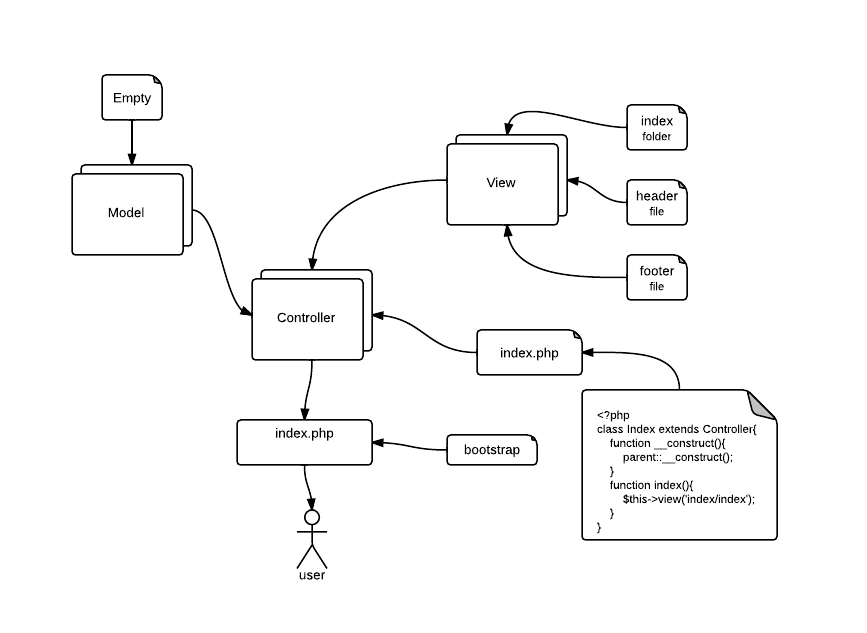 Empty
Model
View
index
folder
header
file
footer
file
Controller
index.php
<?php
class Index extends Controller{
function __construct(){
parent::__construct();
}
function index(){
$this->view('index/index');
}
}
index.php
bootstrap
user